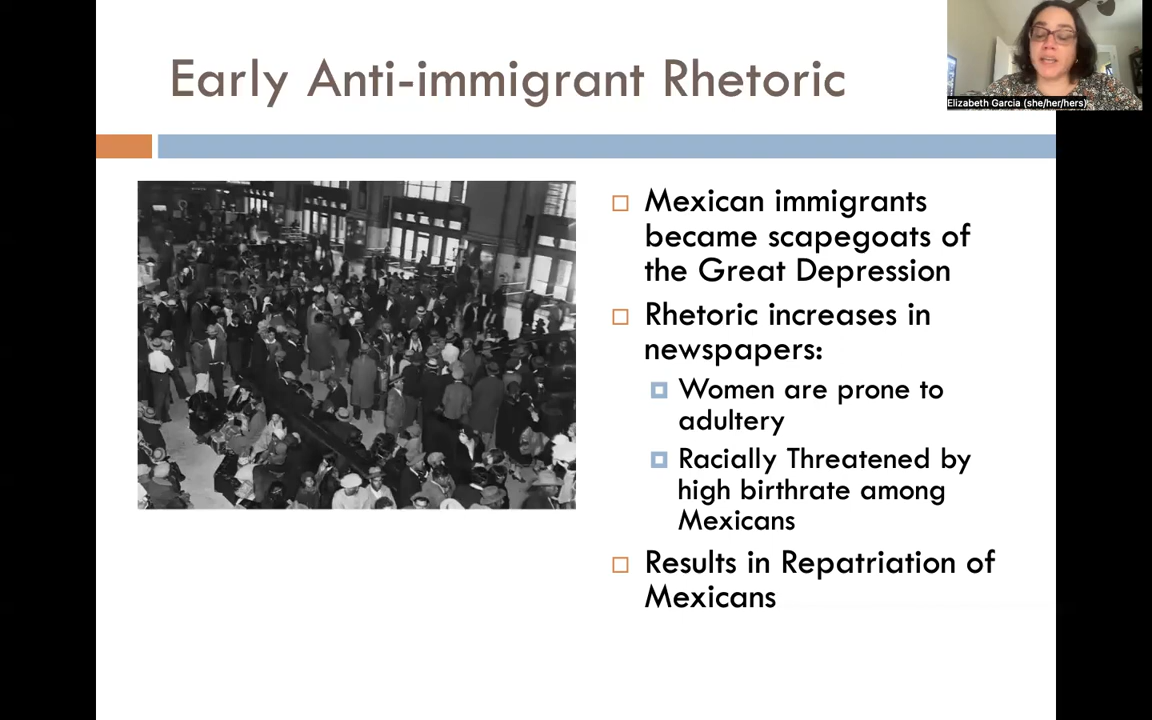 Early Anti-immigrant Rhetoric
Elizabeth Garcia (she/her/hers)
Mexican immigrants
became scapegoats of
the Great Depression
Rhetoric increases in
newspapers:
Women are prone to
adultery
Racially Threatened by
high birthrate among
Mexicans
Results in Repatriation of
Mexicans